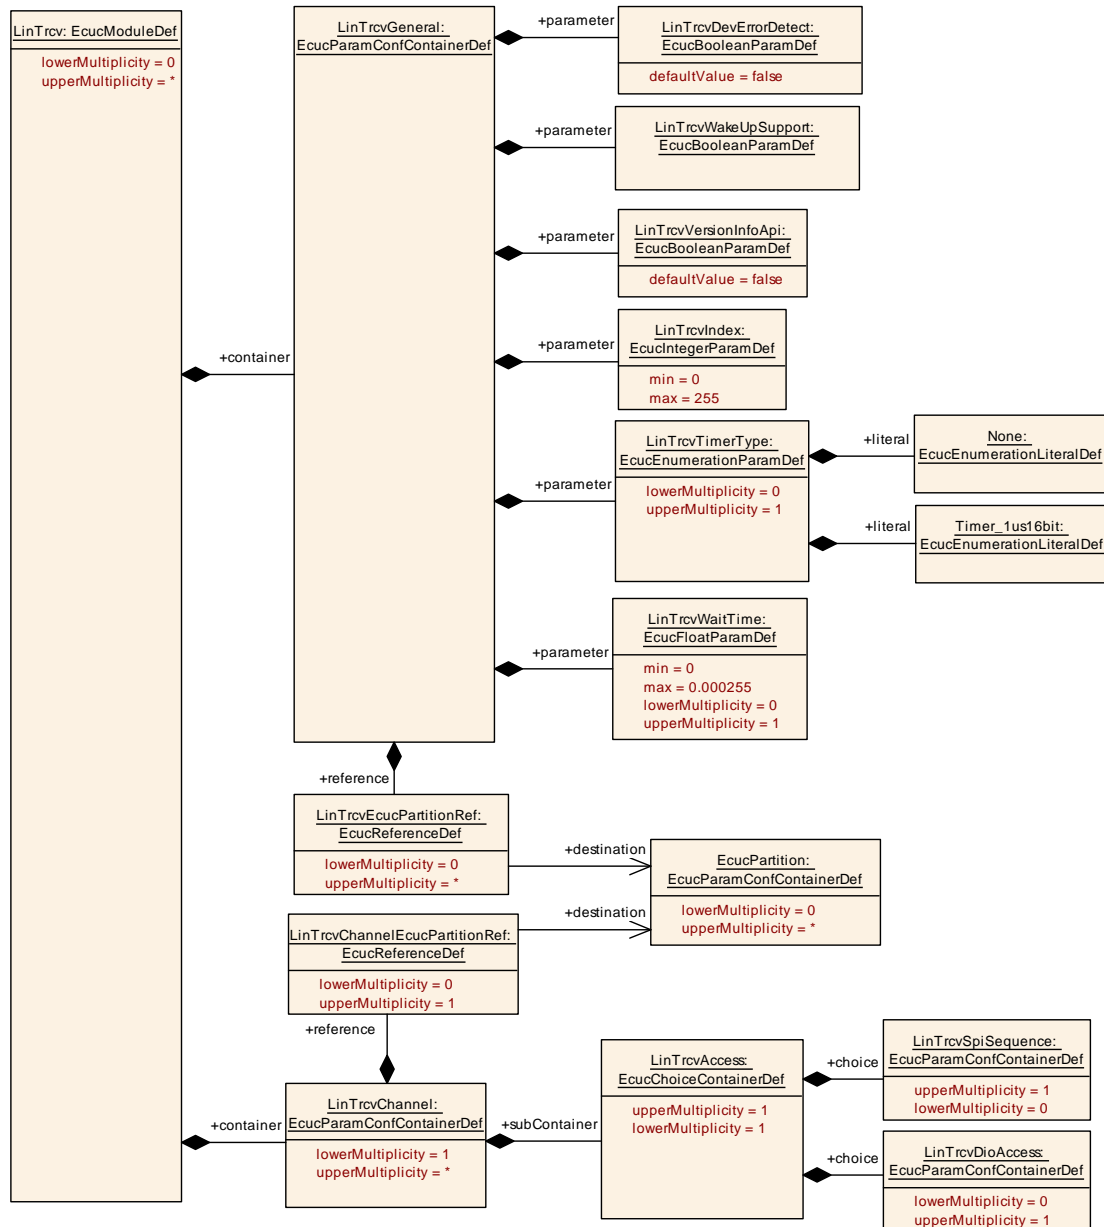 LinTrcv: EcucModuleDef
lowerMultiplicity = 0
upperMultiplicity = *
+container
LinTrcvGeneral:
EcucParamConfContainerDef
+parameter
LinTrcvDevErrorDetect:
EcucBooleanParamDef
defaultValue = false
+parameter
LinTrcvWakeUpSupport:
EcucBooleanParamDef
+parameter
LinTrcvVersionInfoApi:
EcucBooleanParamDef
defaultValue = false
+parameter
LinTrcvIndex:
EcucIntegerParamDef
min = 0
max = 255
+parameter
LinTrcvTimerType:
EcucEnumerationParamDef
lowerMultiplicity = 0
upperMultiplicity = 1
+literal
None:
EcucEnumerationLiteralDef
+literal
Timer_1us16bit:
EcucEnumerationLiteralDef
+parameter
LinTrcvWaitTime:
EcucFloatParamDef
min = 0
max = 0.000255
lowerMultiplicity = 0
upperMultiplicity = 1
+reference
LinTrcvEcucPartitionRef:
EcucReferenceDef
lowerMultiplicity = 0
upperMultiplicity = *
+destination
EcucPartition:
EcucParamConfContainerDef
lowerMultiplicity = 0
upperMultiplicity = *
+destination
LinTrcvChannelEcucPartitionRef:
EcucReferenceDef
lowerMultiplicity = 0
upperMultiplicity = 1
+reference
+container
LinTrcvChannel:
EcucParamConfContainerDef
lowerMultiplicity = 1
upperMultiplicity = *
+subContainer
LinTrcvAccess:
EcucChoiceContainerDef
upperMultiplicity = 1
lowerMultiplicity = 1
+choice
LinTrcvSpiSequence:
EcucParamConfContainerDef
upperMultiplicity = 1
lowerMultiplicity = 0
+choice
LinTrcvDioAccess:
EcucParamConfContainerDef
lowerMultiplicity = 0
upperMultiplicity = 1